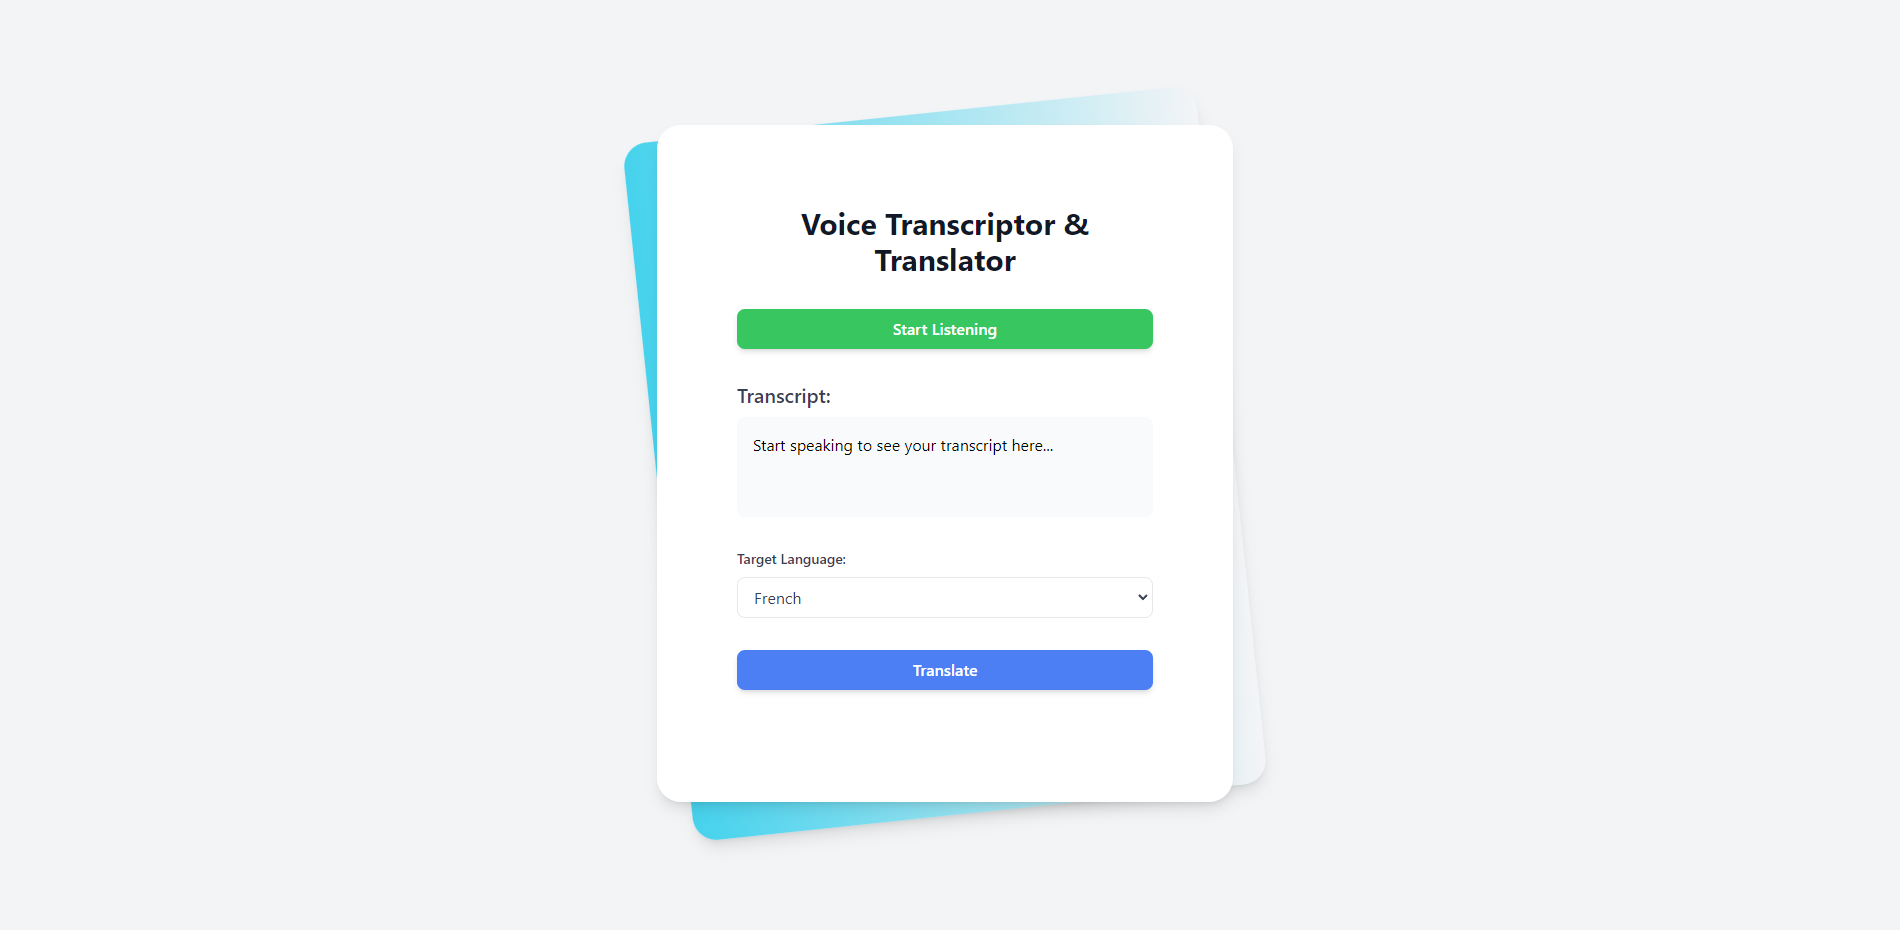 Voice Transcriptor &
Translator
Start Listening
Transcript:
Start speaking to see your transcript here...
Target Language:
French
Translate